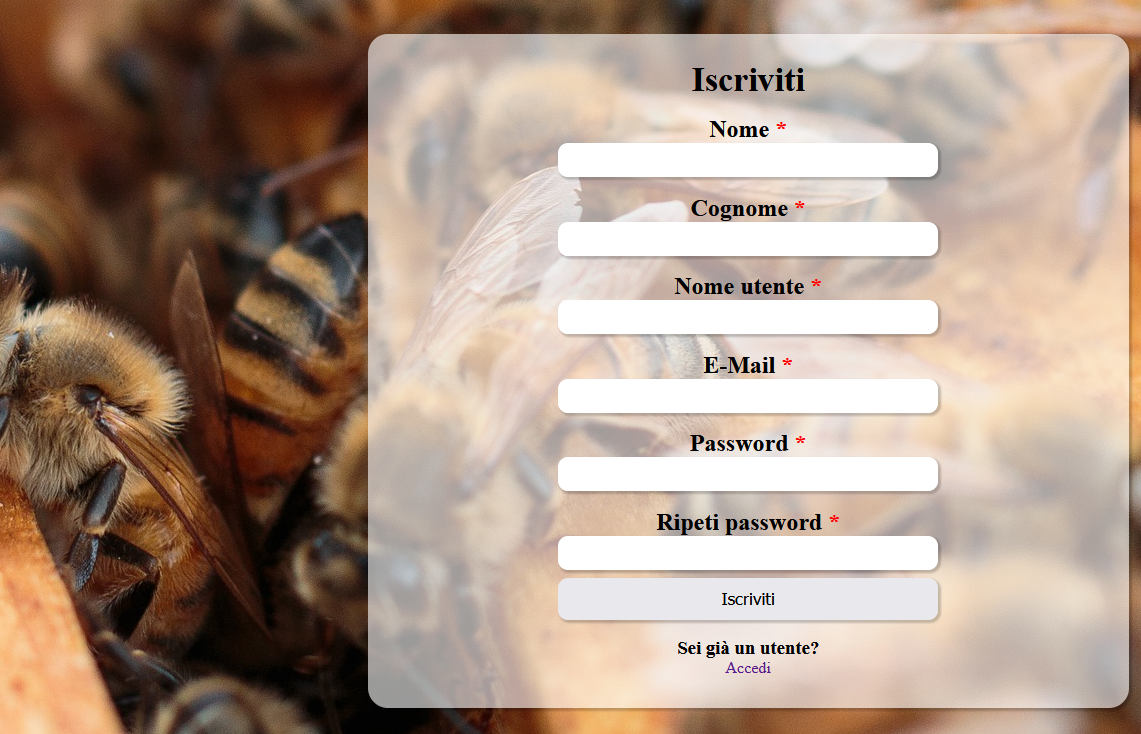 Iscriviti
Nome *
Cognome *
Nome utente *
E-Mail *
Password *
Ripeti password *
Iscriviti
Sei già un utente?
Accedi